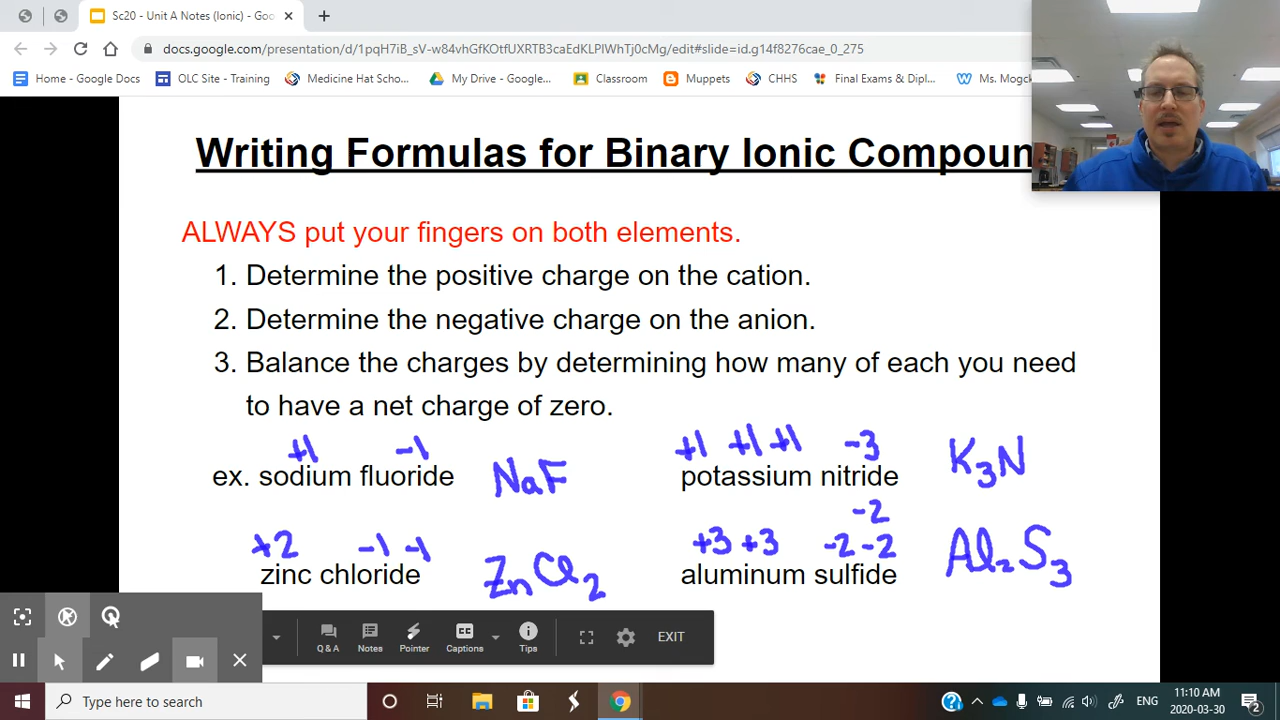 Sc20 - Unit A Notes (Ionic) - Goo
docs.google.com/presentation/d/1pqH7iB_sV-w84vhGfKOtfUXRTB3caEdKLPlWhTj0cMg/edit#slide=id.g14f8276cae_0_275
Home - Google Docs OLC Site - Training Medicine Hat Scho... My Drive - Google... Classroom Muppets CHHS Final Exams & Dipl... Ms. Mogck
Writing Formulas for Binary Ionic Compoun
ALWAYS put your fingers on both elements.
1. Determine the positive charge on the cation.
2. Determine the negative charge on the anion.
3. Balance the charges by determining how many of each you need
to have a net charge of zero.
+1 -1 +1 +1 +1 -3
ex. sodium fluoride NaF potassium nitride K3N
-2
+2 -1 -1 +3 +3 -2 -2
zinc chloride ZnCl2 aluminum sulfide Al2S3
Q & A Notes Pointer Captions Tips EXIT
Type here to search
ENG
11:10 AM
2020-03-30
2